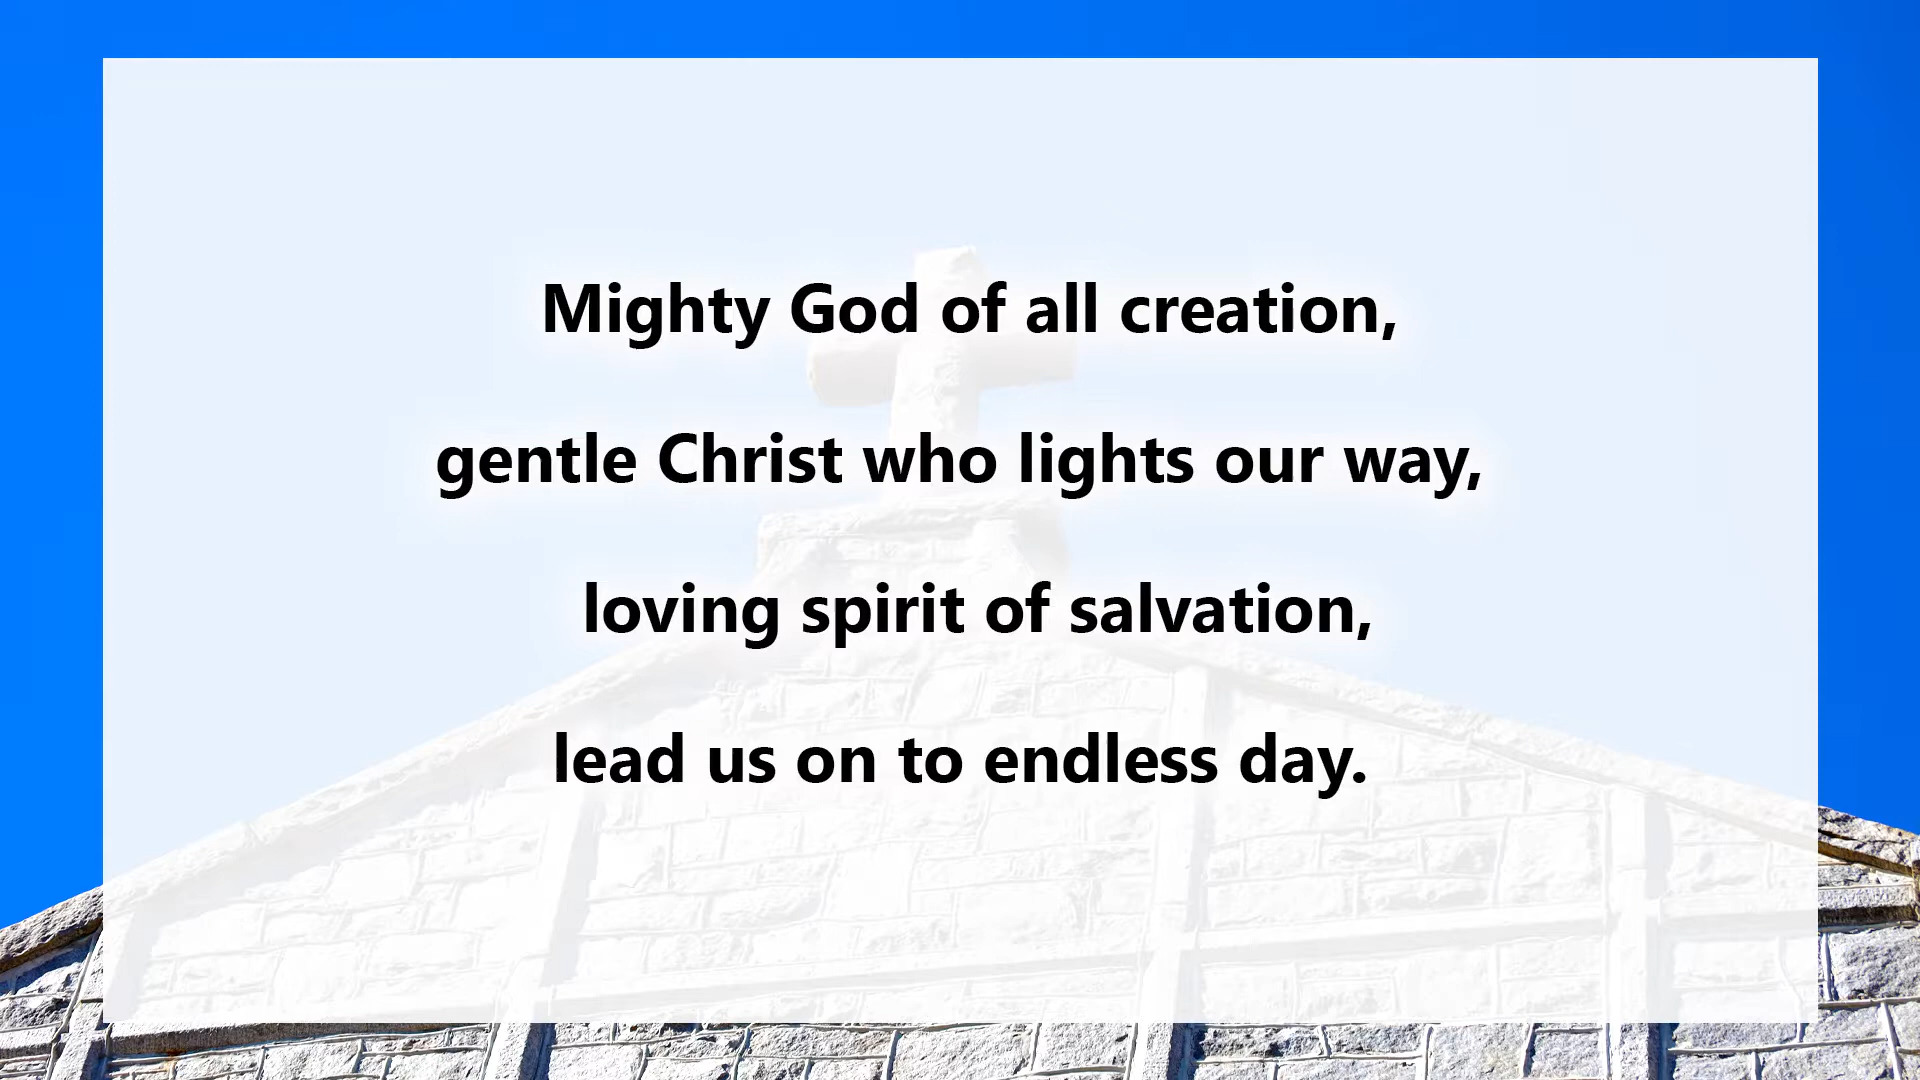 Mighty God of all creation,
gentle Christ who lights our way,
loving spirit of salvation,
lead us on to endless day.